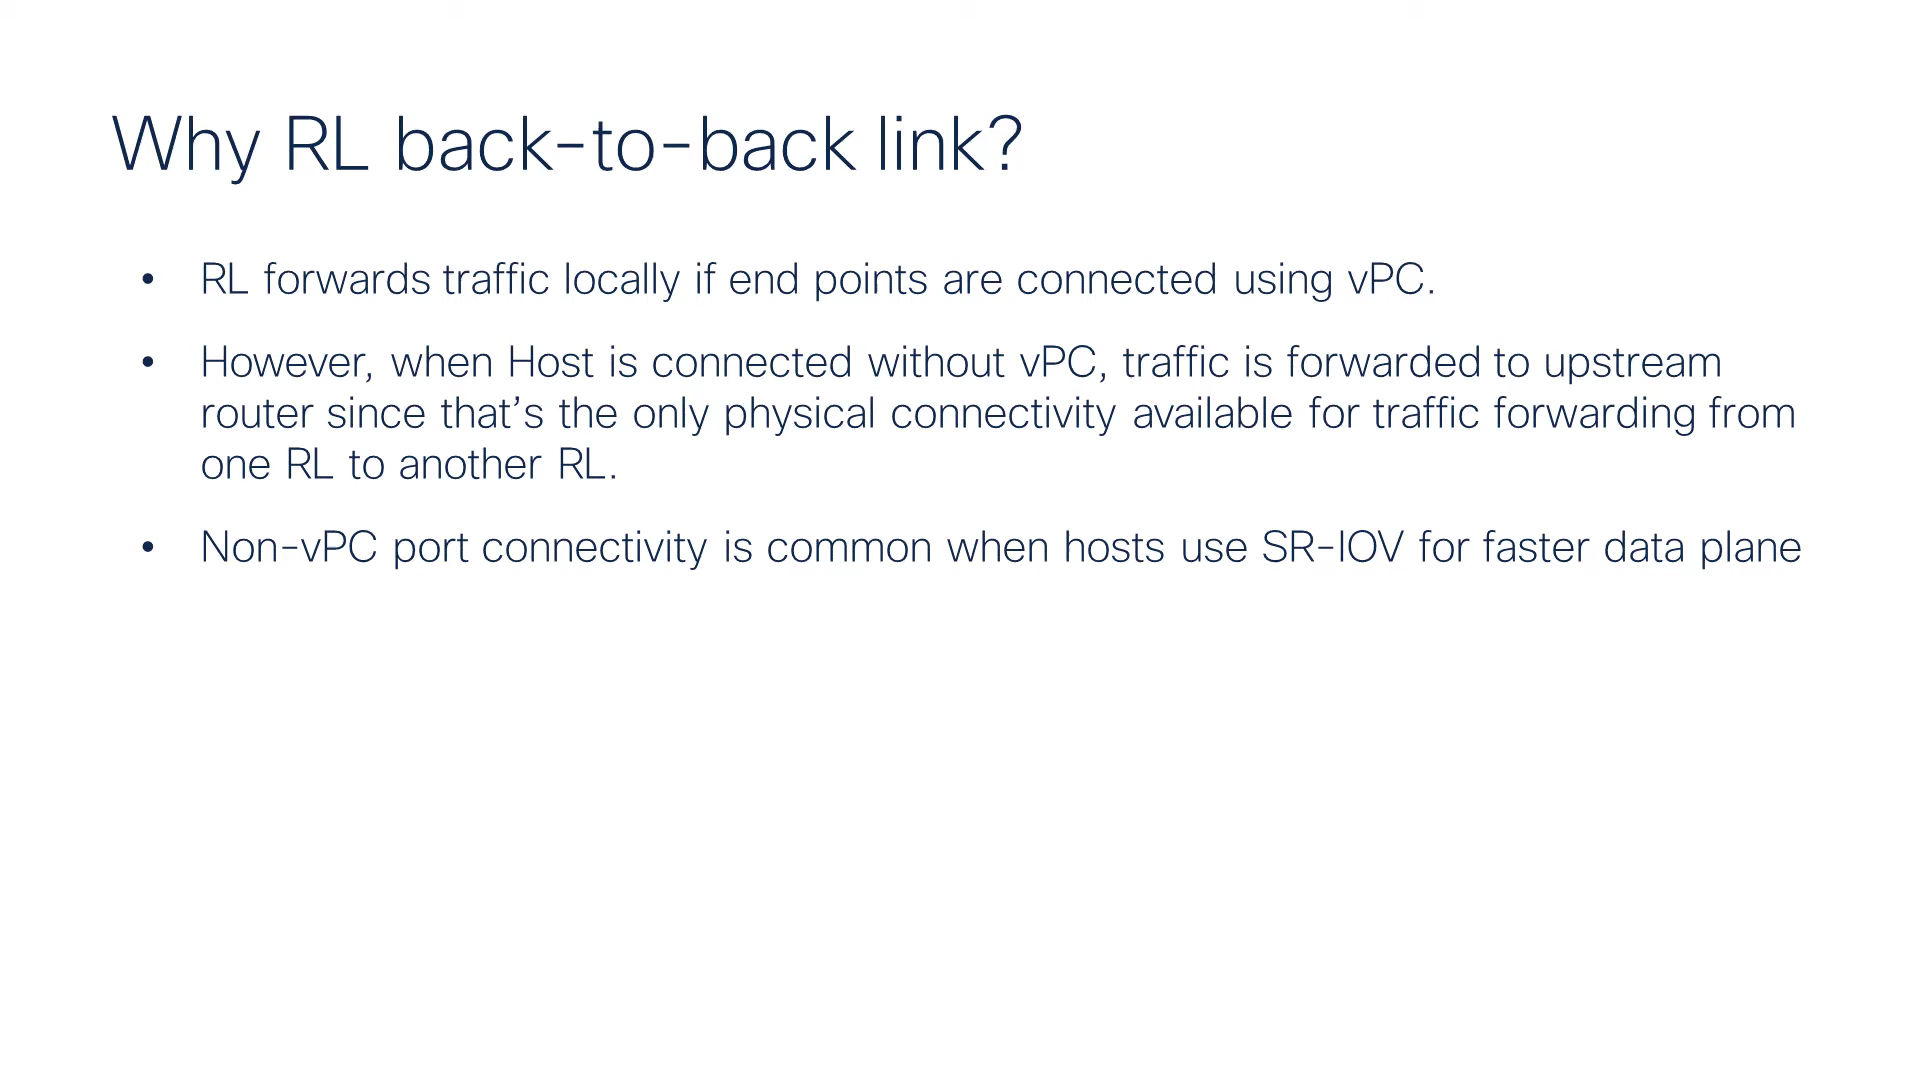 Why RL back-to-back link?
• RL forwards traffic locally if end points are connected using vPC.
• However, when Host is connected without vPC, traffic is forwarded to upstream
router since that’s the only physical connectivity available for traffic forwarding from
one RL to another RL.
• Non-vPC port connectivity is common when hosts use SR-IOV for faster data plane